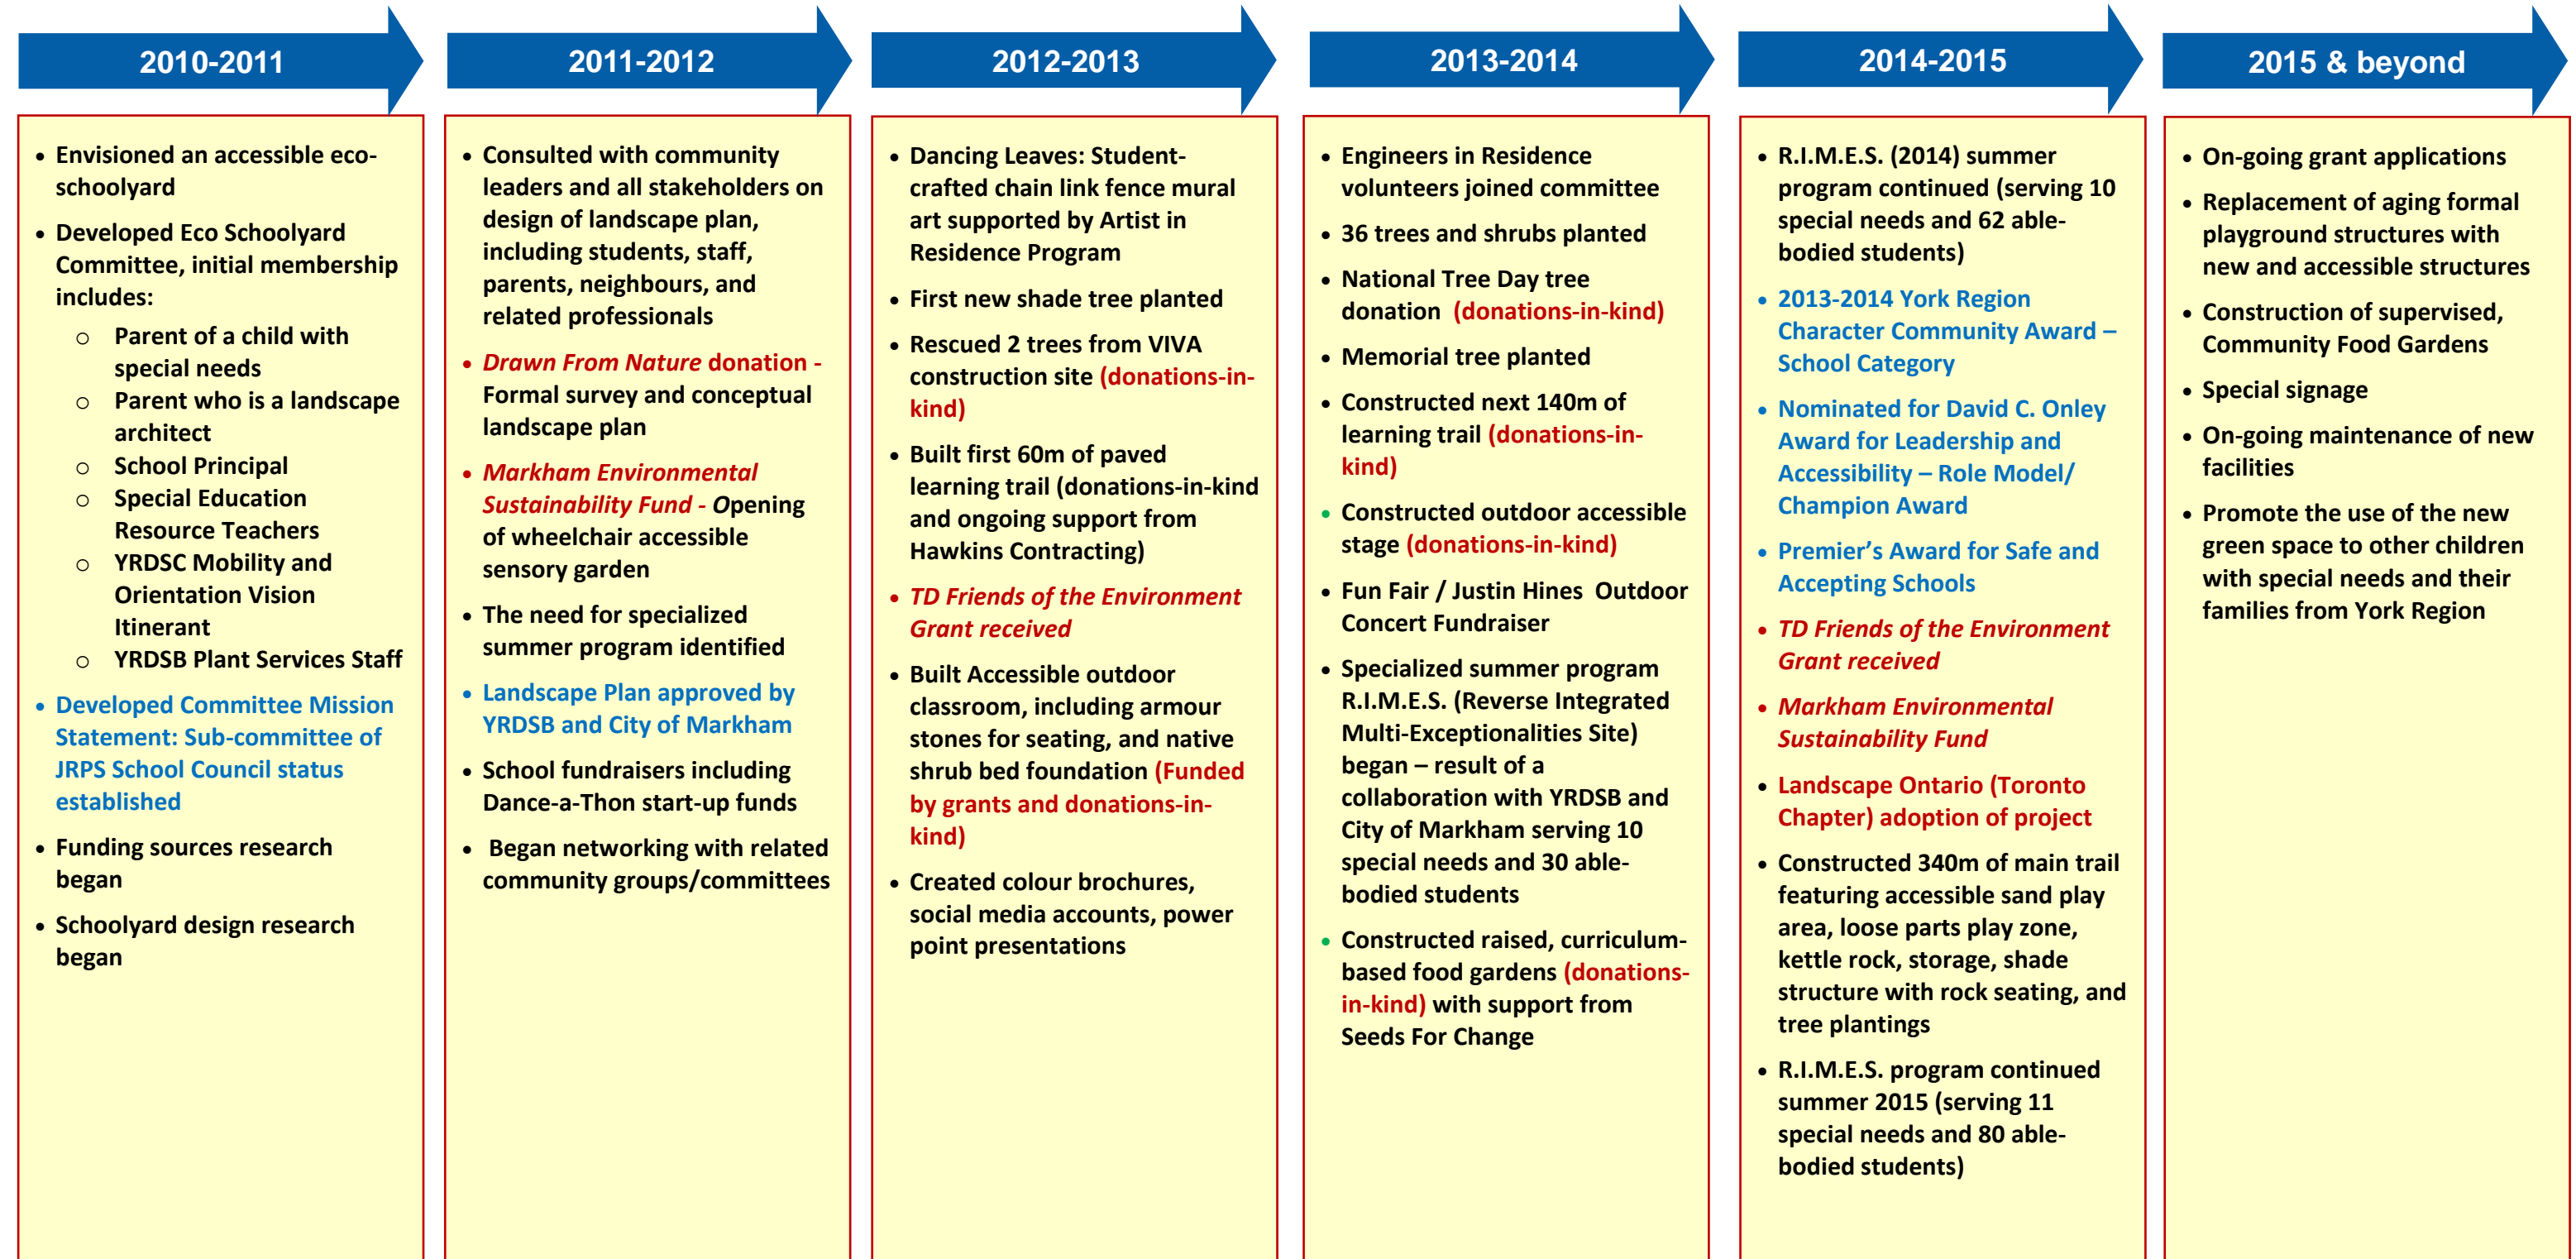 2010-2011
• Envisioned an accessible eco-
schoolyard
• Developed Eco Schoolyard
Committee, initial membership
includes:
o Parent of a child with
special needs
o Parent who is a landscape
architect
o School Principal
o Special Education
Resource Teachers
o YRDSC Mobility and
Orientation Vision
Itinerant
o YRDSB Plant Services Staff
• Developed Committee Mission
Statement: Sub-committee of
JRPS School Council status
established
• Funding sources research
began
• Schoolyard design research
began
2011-2012
• Consulted with community
leaders and all stakeholders on
design of landscape plan,
including students, staff,
parents, neighbours, and
related professionals
• Drawn From Nature donation -
Formal survey and conceptual
landscape plan
• Markham Environmental
Sustainability Fund - Opening
of wheelchair accessible
sensory garden
• The need for specialized
summer program identified
• Landscape Plan approved by
YRDSB and City of Markham
• School fundraisers including
Dance-a-Thon start-up funds
• Began networking with related
community groups/committees
2012-2013
• Dancing Leaves: Student-
crafted chain link fence mural
art supported by Artist in
Residence Program
• First new shade tree planted
• Rescued 2 trees from VIVA
construction site (donations-in-
kind)
• Built first 60m of paved
learning trail (donations-in-kind
and ongoing support from
Hawkins Contracting)
• TD Friends of the Environment
Grant received
• Built Accessible outdoor
classroom, including armour
stones for seating, and native
shrub bed foundation (Funded
by grants and donations-in-
kind)
• Created colour brochures,
social media accounts, power
point presentations
2013-2014
• Engineers in Residence
volunteers joined committee
• 36 trees and shrubs planted
• National Tree Day tree
donation (donations-in-kind)
• Memorial tree planted
• Constructed next 140m of
learning trail (donations-in-
kind)
• Constructed outdoor accessible
stage (donations-in-kind)
• Fun Fair / Justin Hines Outdoor
Concert Fundraiser
• Specialized summer program
R.I.M.E.S. (Reverse Integrated
Multi-Exceptionalities Site)
began – result of a
collaboration with YRDSB and
City of Markham serving 10
special needs and 30 able-
bodied students
• Constructed raised, curriculum-
based food gardens (donations-
in-kind) with support from
Seeds For Change
2014-2015
• R.I.M.E.S. (2014) summer
program continued (serving 10
special needs and 62 able-
bodied students)
• 2013-2014 York Region
Character Community Award –
School Category
• Nominated for David C. Onley
Award for Leadership and
Accessibility – Role Model/
Champion Award
• Premier’s Award for Safe and
Accepting Schools
• TD Friends of the Environment
Grant received
• Markham Environmental
Sustainability Fund
• Landscape Ontario (Toronto
Chapter) adoption of project
• Constructed 340m of main trail
featuring accessible sand play
area, loose parts play zone,
kettle rock, storage, shade
structure with rock seating, and
tree plantings
• R.I.M.E.S. program continued
summer 2015 (serving 11
special needs and 80 able-
bodied students)
2015 & beyond
• On-going grant applications
• Replacement of aging formal
playground structures with
new and accessible structures
• Construction of supervised,
Community Food Gardens
• Special signage
• On-going maintenance of new
facilities
• Promote the use of the new
green space to other children
with special needs and their
families from York Region